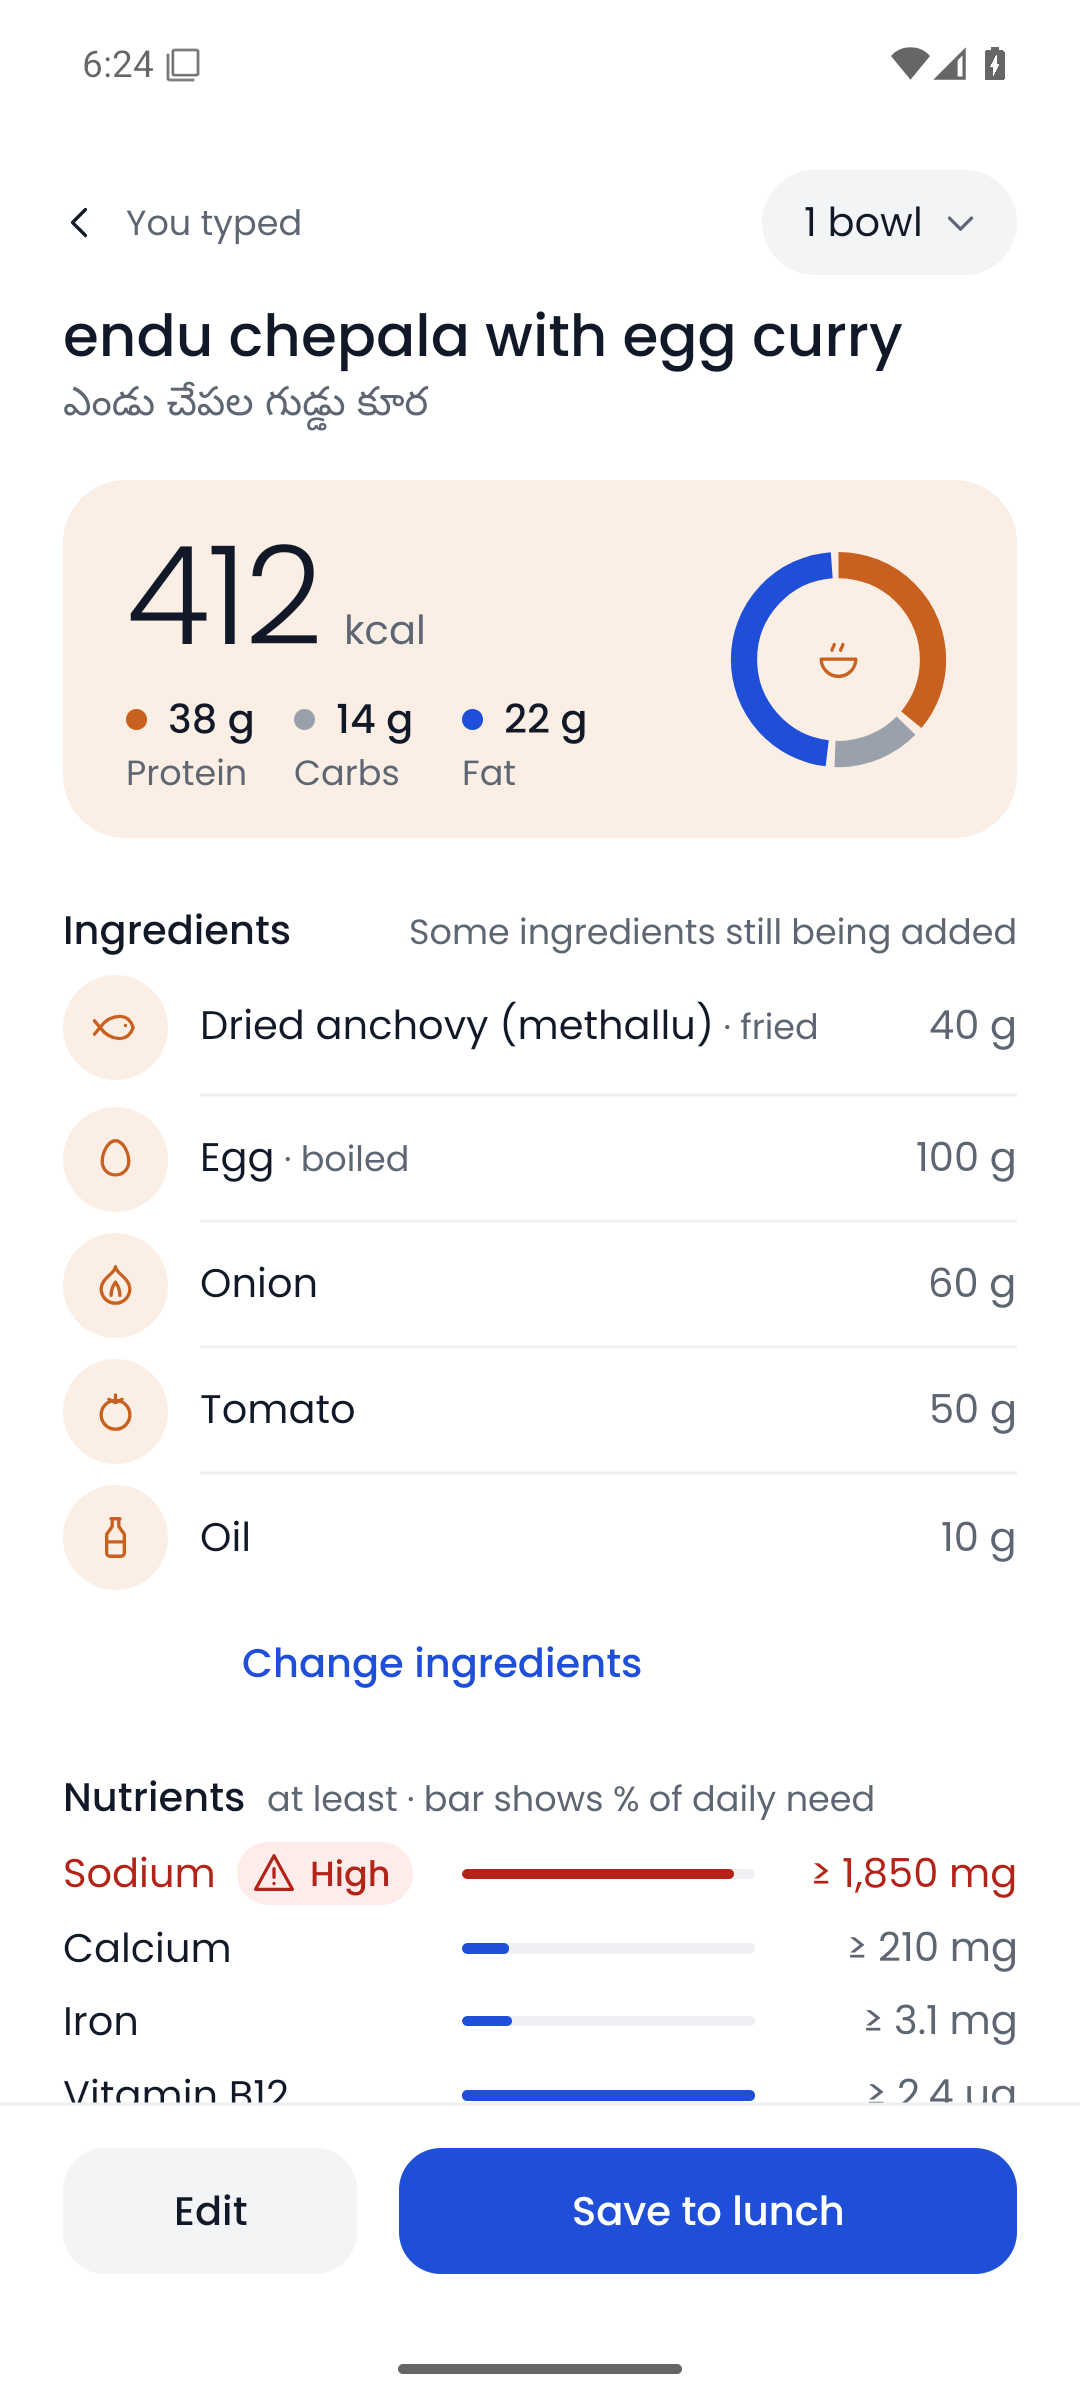 6:24
You typed
1 bowl
endu chepala with egg curry
ఎండు చేపల గుడ్డు కూర
412 kcal
38 g 14 g 22 g
Protein Carbs Fat
Ingredients Some ingredients still being added
Dried anchovy (methallu) · fried 40 g
Egg · boiled 100 g
Onion 60 g
Tomato 50 g
Oil 10 g
Change ingredients
Nutrients at least · bar shows % of daily need
Sodium High ≥ 1,850 mg
Calcium ≥ 210 mg
Iron ≥ 3.1 mg
Vitamin B12 ≥ 2.4 µg
Edit Save to lunch